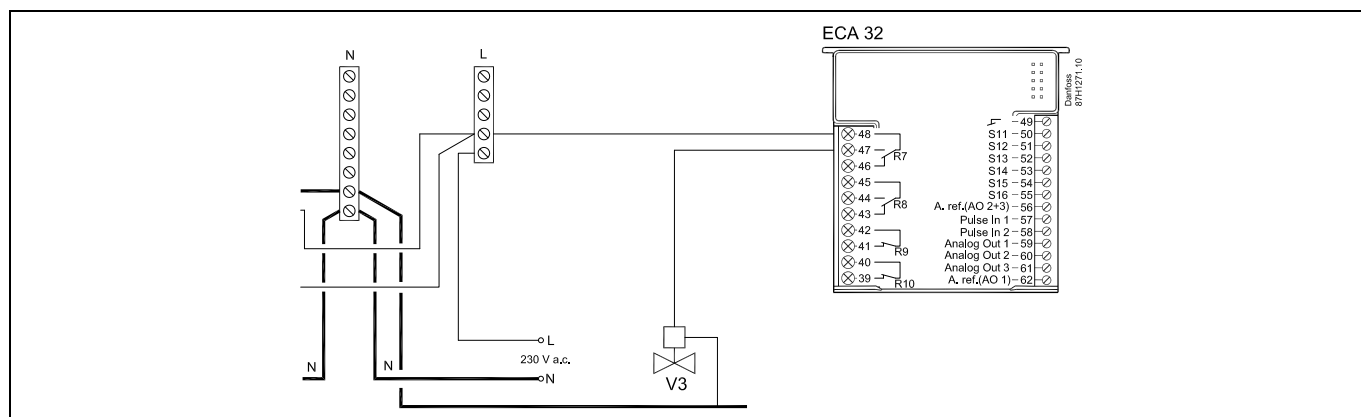 ECA 32
N
L
Danfoss
87H1271.10
48
47
46
R7
45
44
43
R8
42
41
R9
40
39
R10
49
S11 50
S12 51
S13 52
S14 53
S15 54
S16 55
A. ref.(AO 2+3) 56
Pulse In 1 57
Pulse In 2 58
Analog Out 1 59
Analog Out 2 60
Analog Out 3 61
A. ref.(AO 1) 62
L
230 V a.c.
N
N
N
V3